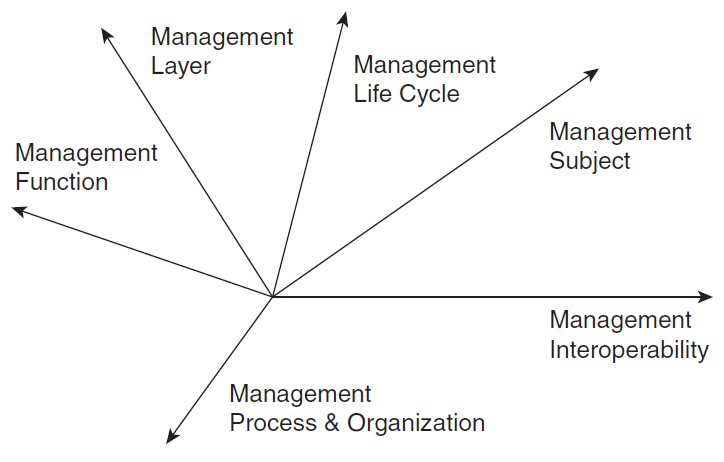 Management
Layer
Management
Life Cycle
Management
Subject
Management
Function
Management
Interoperability
Management
Process & Organization